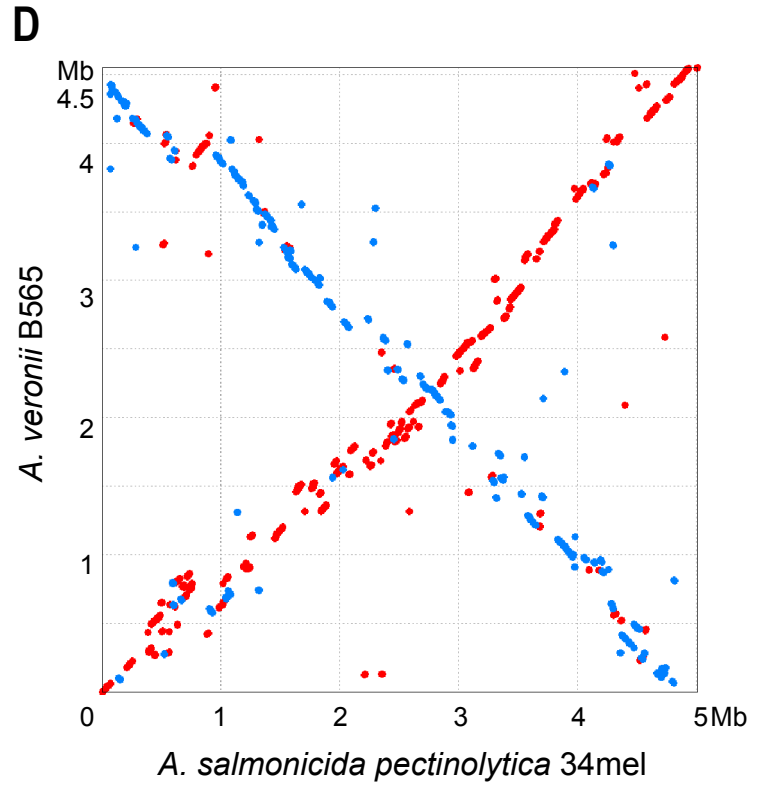 D
Mb
4.5
4
3
2
1
A. veronii B565
0 1 2 3 4 5Mb
A. salmonicida pectinolytica 34mel